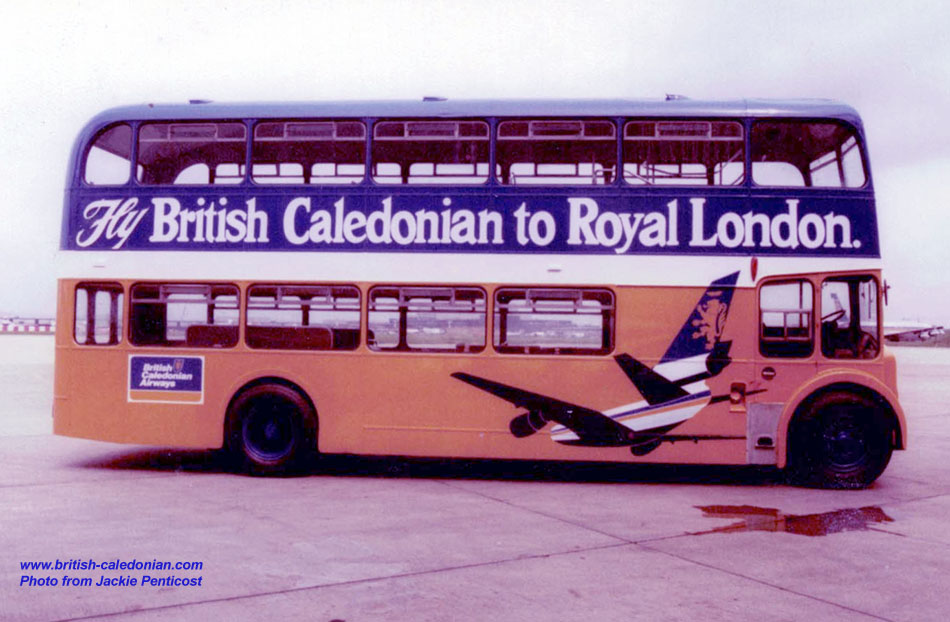 Fly British Caledonian to Royal London.
British
Caledonian
Airways
www.british-caledonian.com
Photo from Jackie Penticost